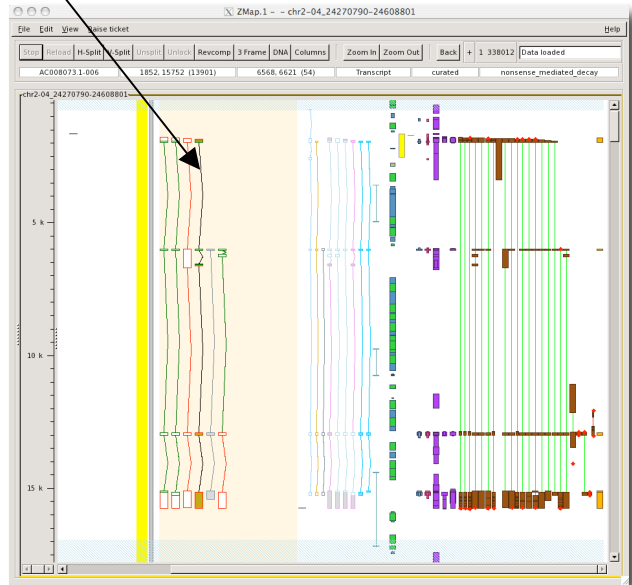 ZMap.1 - - chr2-04_24270790-24608801
File Edit View Raise ticket Help
Stop Reload H-Split V-Split Unsplit Unlock Revcomp 3 Frame DNA Columns Zoom In Zoom Out Back + 1 338012 Data loaded
AC008073.1-006 1852, 15752 (13901) 6568, 6621 (54) Transcript curated nonsense_mediated_decay
chr2-04_24270790-24608801
5 k
10 k
15 k